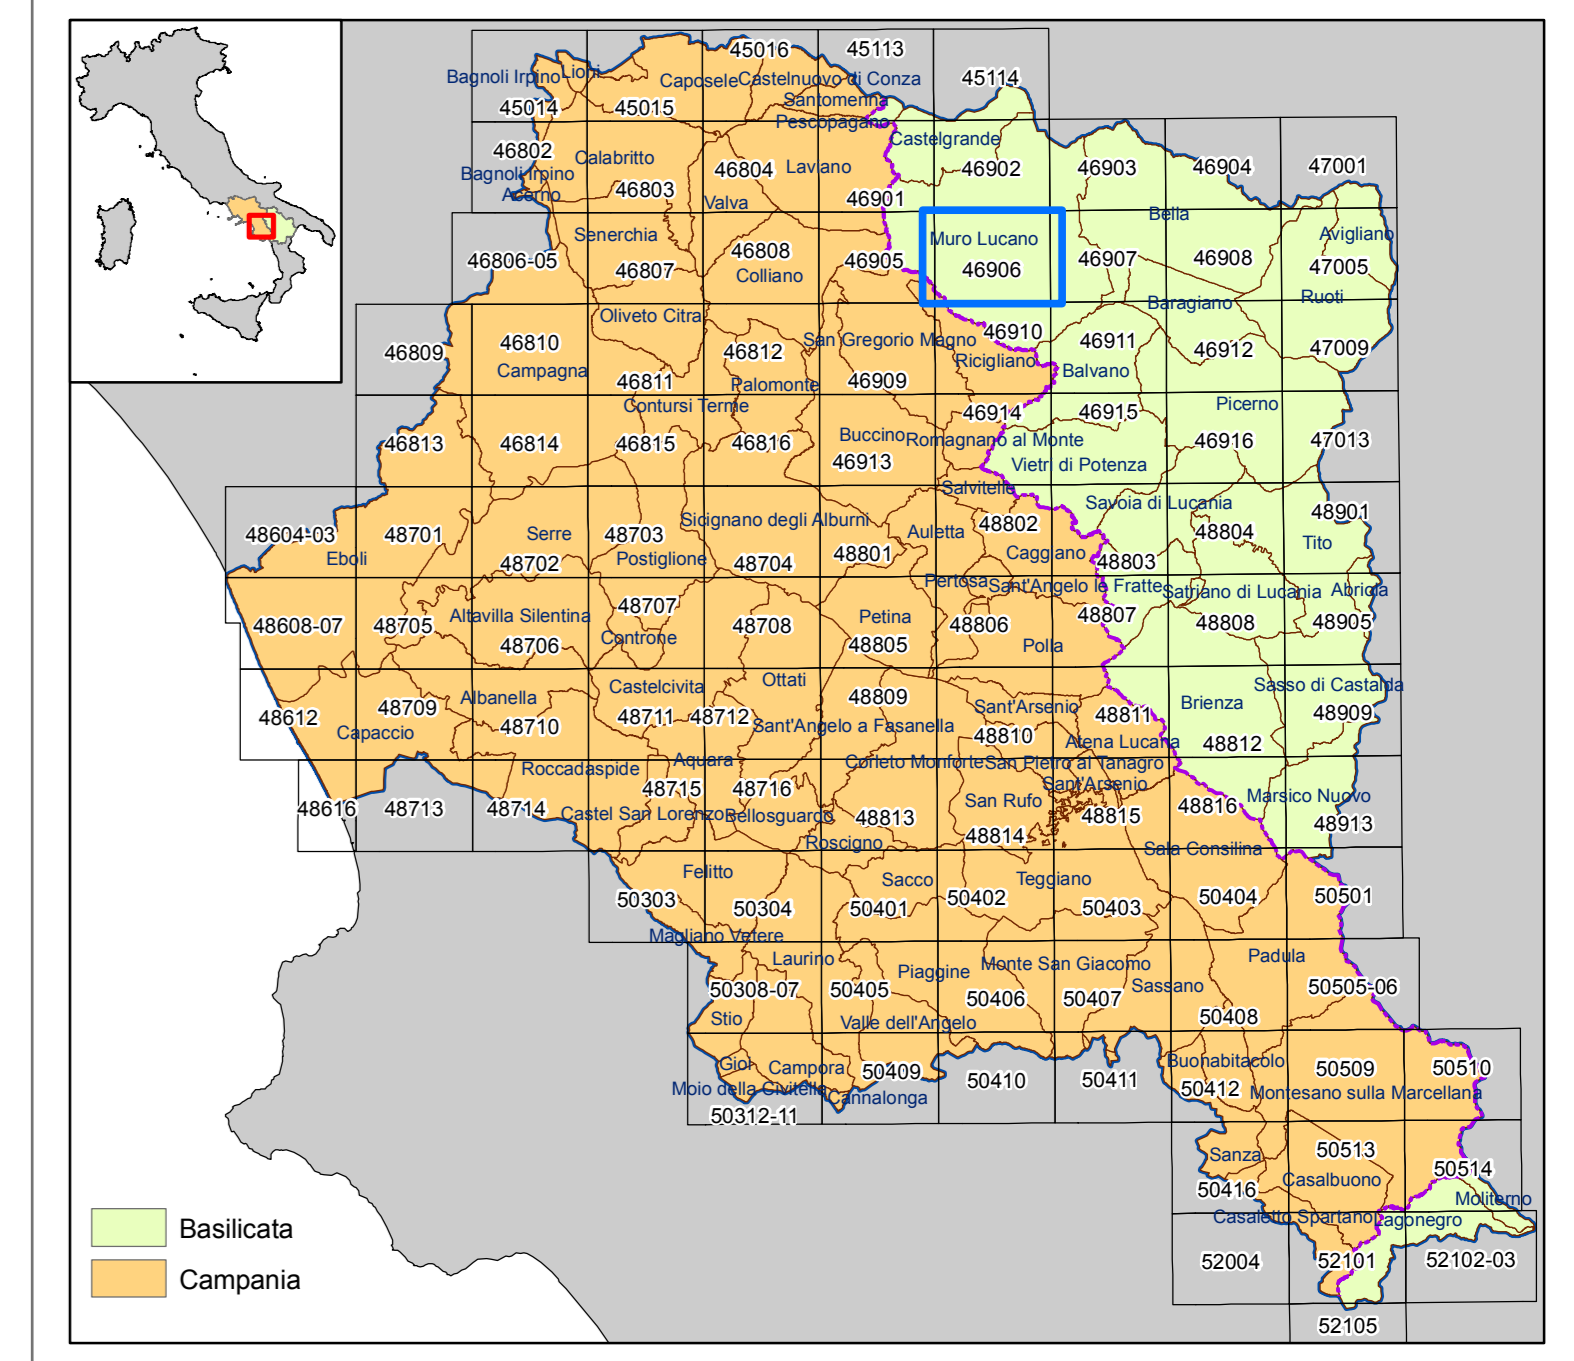 45016
45113
45114
Bagnoli Irpino
Lioni
Caposele
Castelnuovo di Conza
45014
45015
Santomenna
Pescopagano
Castelgrande
46802
Calabritto
46804
Laviano
46902
46903
46904
47001
Bagnoli Irpino
Acerno
46803
Valva
46901
Bella
Senerchia
Muro Lucano
Avigliano
46806-05
46807
46808
Colliano
46905
46906
46907
46908
47005
Baragiano
Ruoti
Oliveto Citra
46809
46810
Campagna
46812
San Gregorio Magno
46910
Ricigliano
46911
Balvano
46912
47009
46811
Palomonte
46909
Contursi Terme
46914
46915
Picerno
46813
46814
46815
46816
Buccino
Romagnano al Monte
46916
47013
46913
Vietri di Potenza
Salvitelle
Savoia di Lucania
48604-03
Eboli
48701
Serre
48702
48703
Postiglione
Sicignano degli Alburni
48704
48801
Auletta
48802
Caggiano
48803
48804
48901
Tito
Pertosa
Sant'Angelo le Fratte
Satriano di Lucania
Abriola
48608-07
48705
Altavilla Silentina
48706
48707
Controne
48708
Petina
48805
48806
Polla
48807
48808
48905
48612
Capaccio
48709
Albanella
48710
Castelcivita
48711
Ottati
48712
Sant'Angelo a Fasanella
48809
Sant'Arsenio
48810
48811
Atena Lucana
Brienza
48812
Sasso di Castalda
48909
Roccadaspide
Aquara
Corleto Monforte
San Pietro al Tanagro
Sant'Arsenio
48616
48713
48714
Castel San Lorenzo
48715
48716
Bellosguardo
48813
Roscigno
San Rufo
48814
48815
48816
Marsico Nuovo
48913
Sala Consilina
Felitto
50303
50304
Sacco
50401
50402
Teggiano
50403
50404
50501
Magliano Vetere
Laurino
50308-07
Stio
50405
Piaggine
Monte San Giacomo
50406
50407
Sassano
50408
Padula
50505-06
Valle dell'Angelo
Gioi
Campora
50409
50410
50411
Buonabitacolo
50412
50509
50510
Montesano sulla Marcellana
Moio della Civitella
Cannalonga
50312-11
Sanza
50416
50513
Casalbuono
50514
Moliterno
Casaletto Spartano
Lagonegro
52004
52101
52102-03
52105
Basilicata
Campania